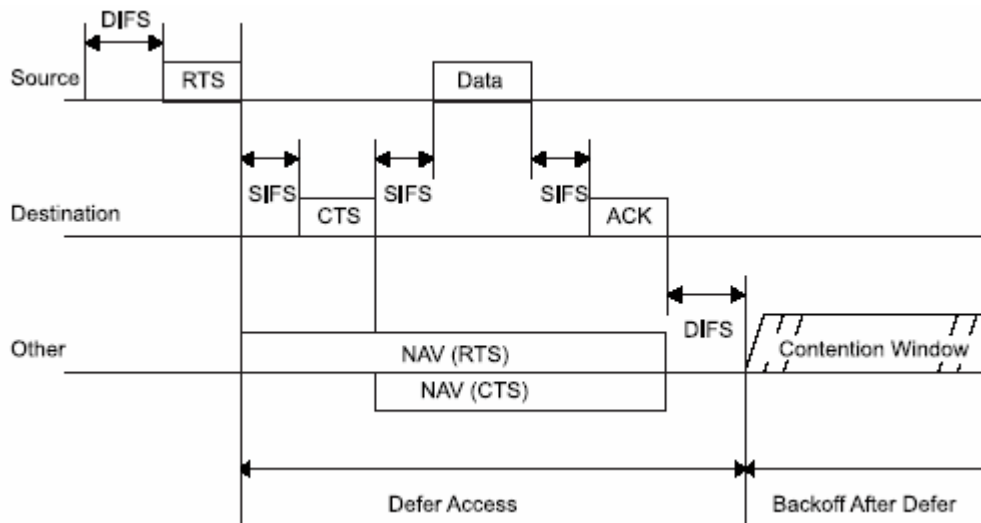 DIFS
Source
RTS
Data
SIFS
SIFS
SIFS
Destination
CTS
ACK
DIFS
Other
NAV (RTS)
Contention Window
NAV (CTS)
Defer Access
Backoff After Defer